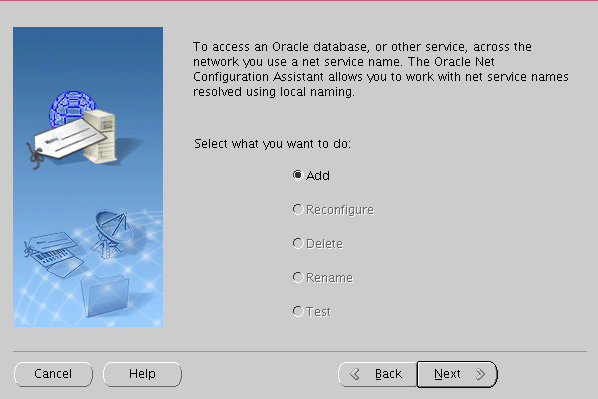 To access an Oracle database, or other service, across the
network you use a net service name. The Oracle Net
Configuration Assistant allows you to work with net service names
resolved using local naming.
Select what you want to do:
Add
Reconfigure
Delete
Rename
Test
Cancel
Help
Back
Next